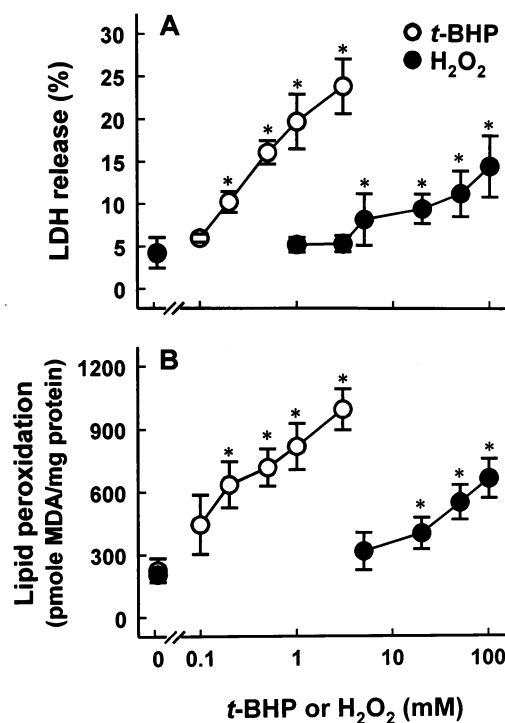 A
t-BHP
H₂O₂
LDH release (%)
30
25
20
15
10
5
0
* * * * *
* * * *
B
Lipid peroxidation
(pmole MDA/mg protein)
1200
900
600
300
0
* * * *
* * *
0 0.1 1 10 100
t-BHP or H₂O₂ (mM)